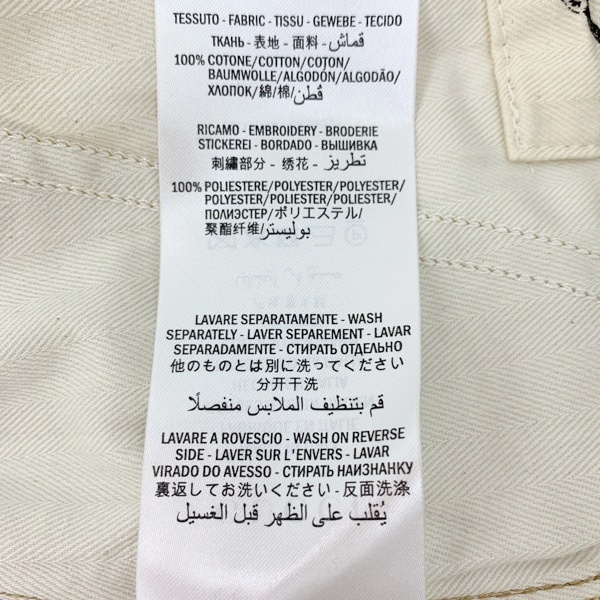 TESSUTO - FABRIC - TISSU - GEWEBE - TECIDO
ТКАНЬ - 表地 - 面料 - قماش
100% COTONE/COTTON/COTON/
BAUMWOLLE/ALGODÓN/ALGODÃO/
ХЛОПОК/綿/棉/ قُطن
RICAMO - EMBROIDERY - BRODERIE
STICKEREI - BORDADO - ВЫШИВКА
刺繍部分 - 绣花 - تطريز
100% POLIESTERE/POLYESTER/POLYESTER/
POLYESTER/POLIESTER/POLIESTER/
ПОЛИЭСТЕР/ポリエステル/
聚酯纤维/بوليستر
LAVARE SEPARATAMENTE - WASH
SEPARATELY - LAVER SEPAREMENT - LAVAR
SEPARADAMENTE - СТИРАТЬ ОТДЕЛЬНО
他のものとは別に洗ってください
分开干洗
قم بتنظيف الملابس منفصلًا
LAVARE A ROVESCIO - WASH ON REVERSE
SIDE - LAVER SUR L'ENVERS - LAVAR
VIRADO DO AVESSO - СТИРАТЬ НАИЗНАНКУ
裏返してお洗いください - 反面洗涤
يُقلب على الظهر قبل الغسيل